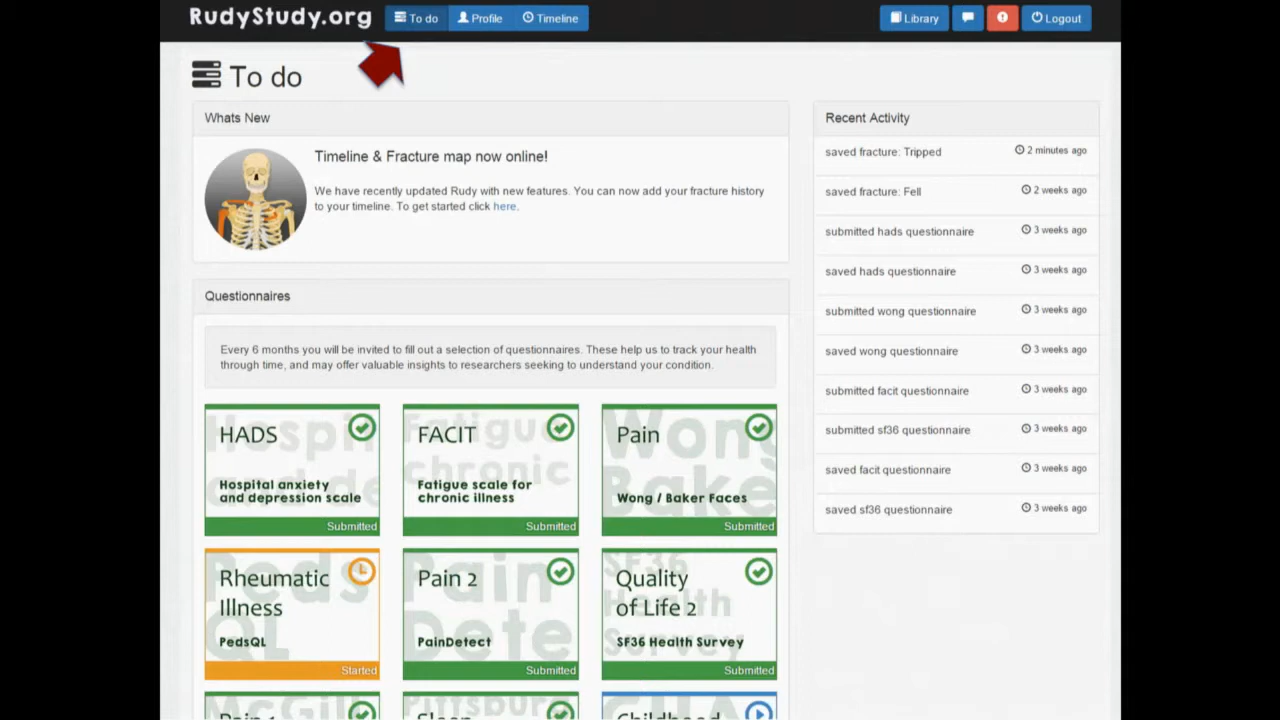 RudyStudy.org
To do
Profile
Timeline
Library
Logout
To do
Whats New
Timeline & Fracture map now online!
We have recently updated Rudy with new features. You can now add your fracture history
to your timeline. To get started click here.
Questionnaires
Every 6 months you will be invited to fill out a selection of questionnaires. These help us to track your health
through time, and may offer valuable insights to researchers seeking to understand your condition.
HADS
Hospital anxiety
and depression scale
Submitted
FACIT
Fatigue scale for
chronic illness
Submitted
Pain
Wong / Baker Faces
Submitted
Rheumatic
Illness
PedsQL
Started
Pain 2
PainDetect
Submitted
Quality
of Life 2
SF36 Health Survey
Submitted
Sleep
Childhood
Recent Activity
saved fracture: Tripped
2 minutes ago
saved fracture: Fell
2 weeks ago
submitted hads questionnaire
3 weeks ago
saved hads questionnaire
3 weeks ago
submitted wong questionnaire
3 weeks ago
saved wong questionnaire
3 weeks ago
submitted facit questionnaire
3 weeks ago
submitted sf36 questionnaire
3 weeks ago
saved facit questionnaire
3 weeks ago
saved sf36 questionnaire
3 weeks ago